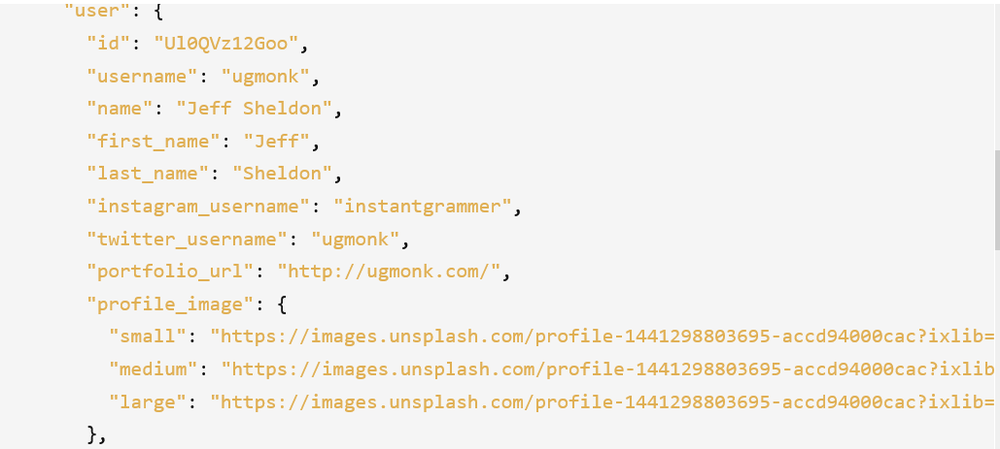 "user": {
"id": "Ul0QVz12Goo",
"username": "ugmonk",
"name": "Jeff Sheldon",
"first_name": "Jeff",
"last_name": "Sheldon",
"instagram_username": "instantgrammer",
"twitter_username": "ugmonk",
"portfolio_url": "http://ugmonk.com/",
"profile_image": {
"small": "https://images.unsplash.com/profile-1441298803695-accd94000cac?ixlib=
"medium": "https://images.unsplash.com/profile-1441298803695-accd94000cac?ixlib
"large": "https://images.unsplash.com/profile-1441298803695-accd94000cac?ixlib=
},